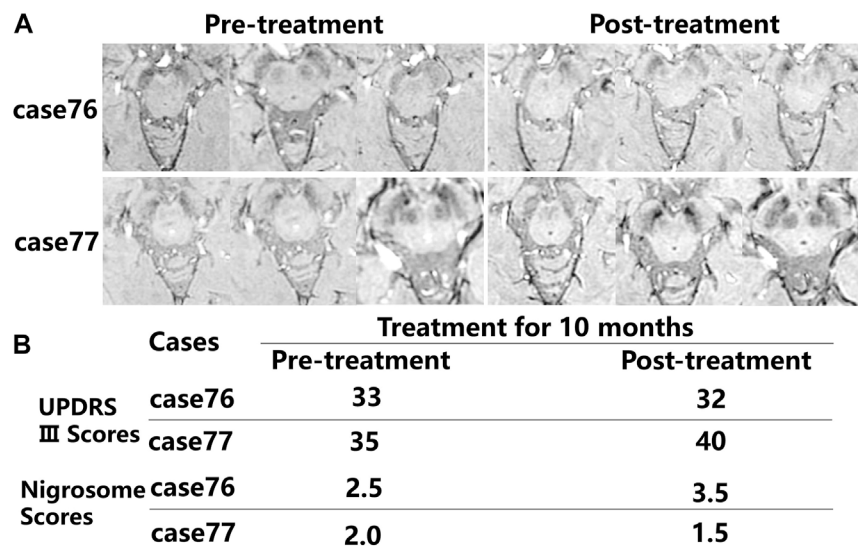 A Pre-treatment Post-treatment
case76
case77
B Cases Treatment for 10 months
Pre-treatment Post-treatment
UPDRS Ⅲ Scores case76 33 32
case77 35 40
Nigrosome Scores case76 2.5 3.5
case77 2.0 1.5